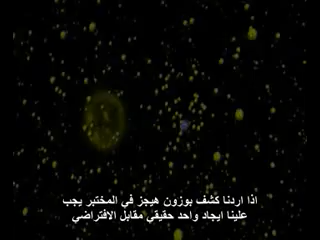 اذا اردنا كشف بوزون هيجز في المختبر يجب
علينا ايجاد واحد حقيقي مقابل الافتراضي